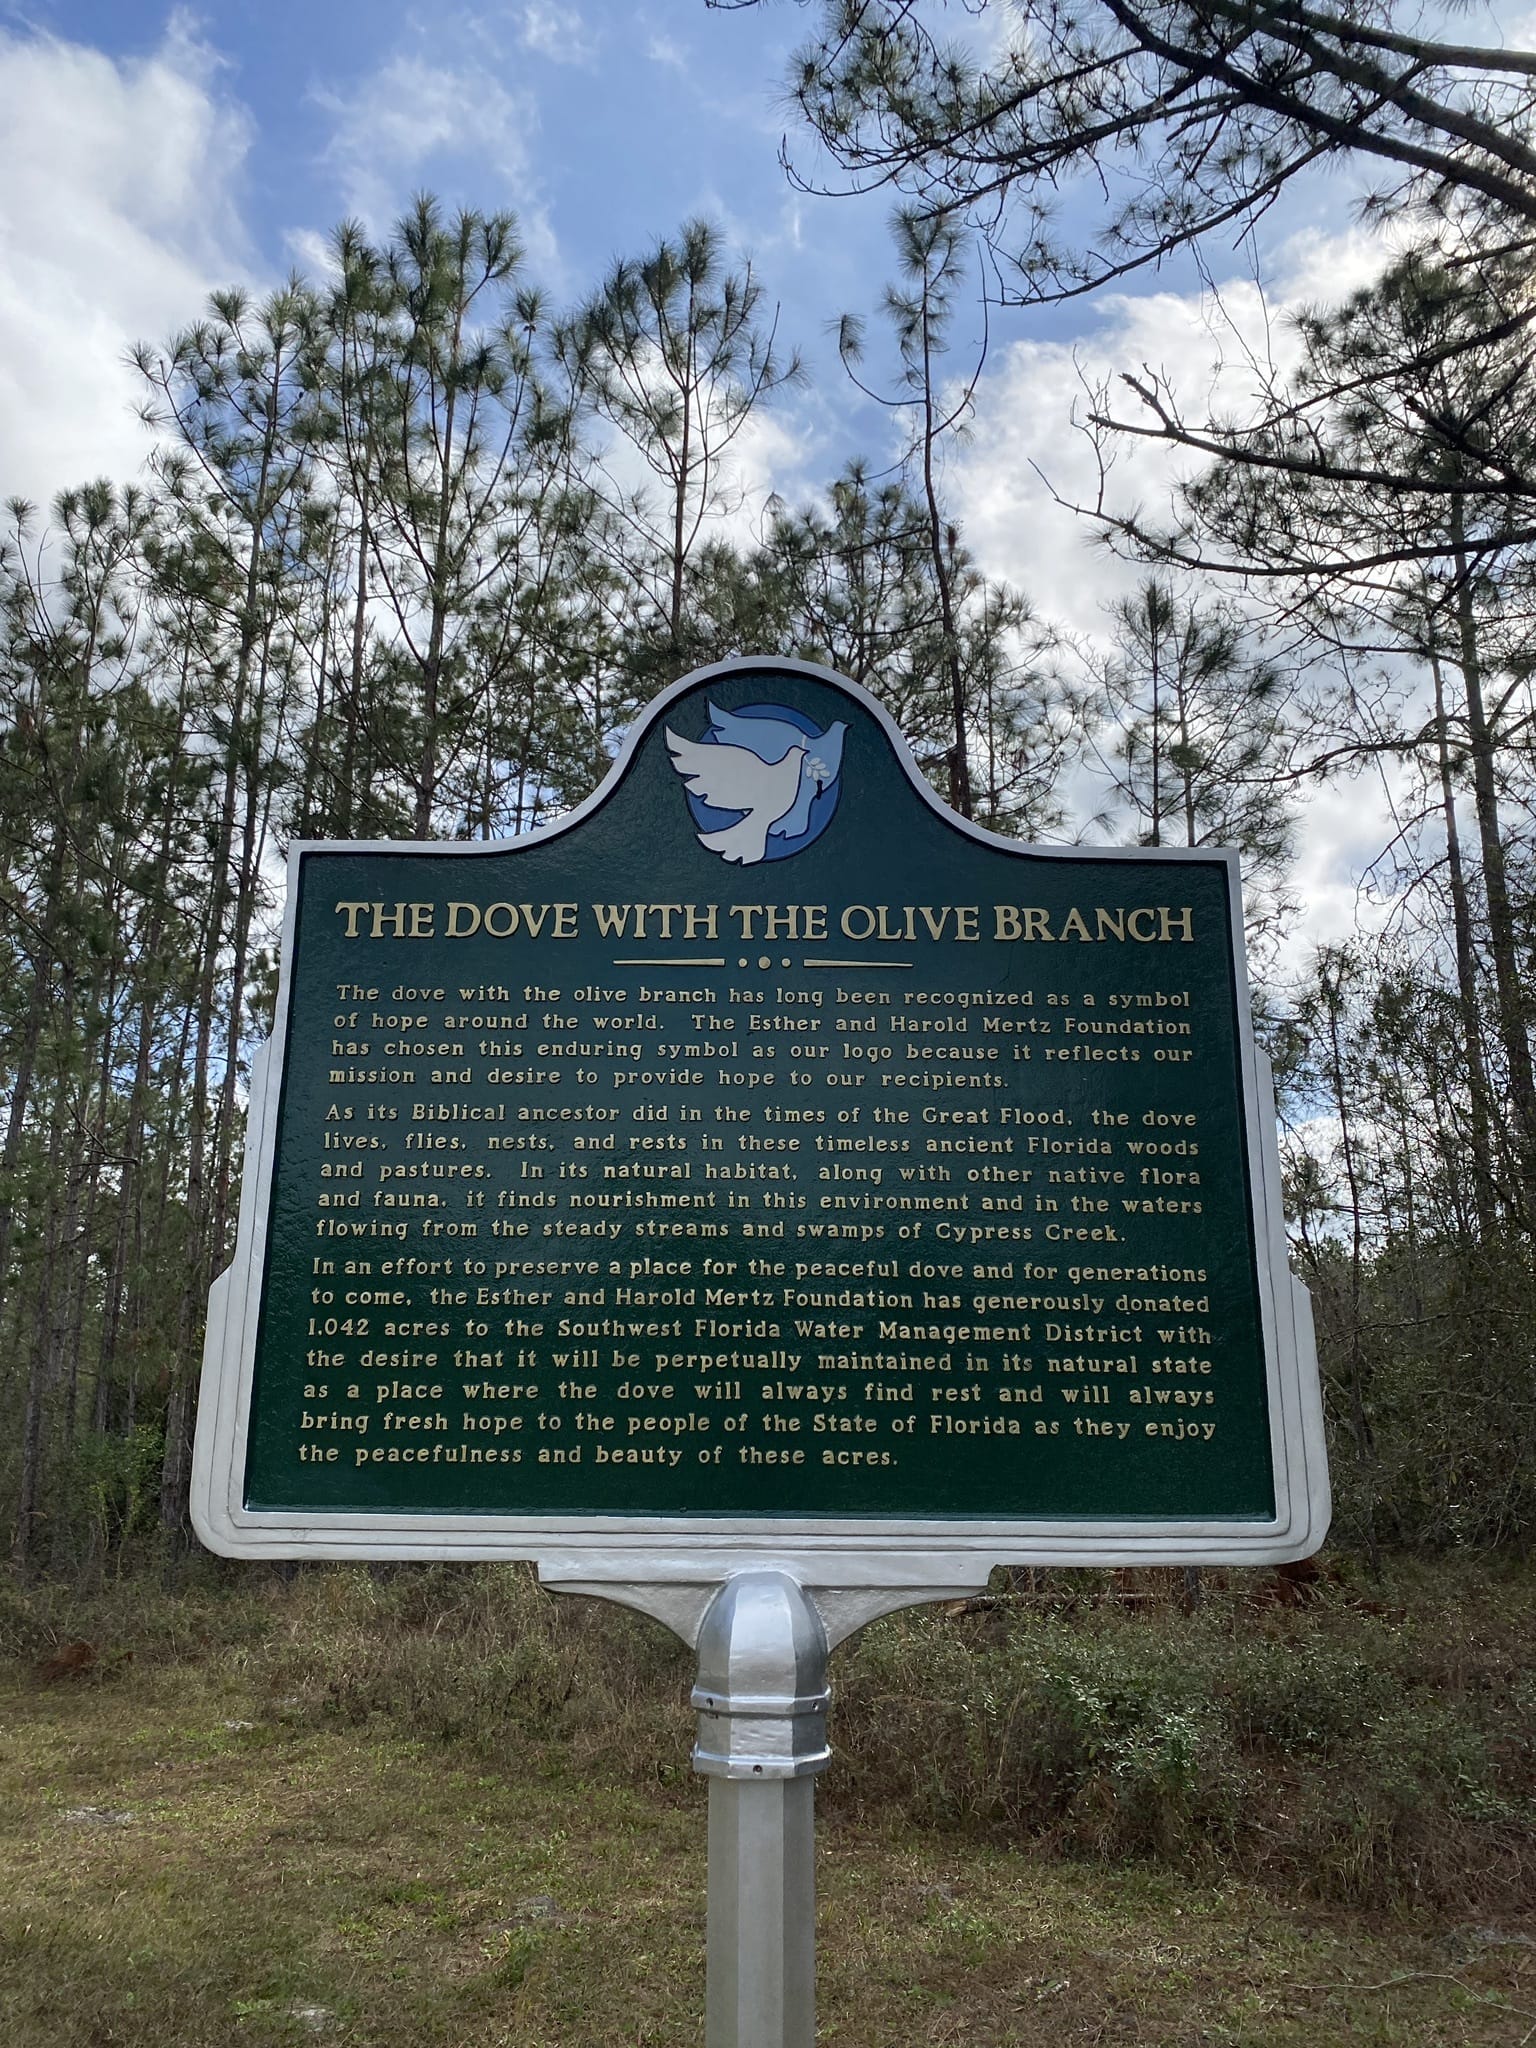 THE DOVE WITH THE OLIVE BRANCH
The dove with the olive branch has long been recognized as a symbol
of hope around the world. The Esther and Harold Mertz Foundation
has chosen this enduring symbol as our logo because it reflects our
mission and desire to provide hope to our recipients.
As its Biblical ancestor did in the times of the Great Flood, the dove
lives, flies, nests, and rests in these timeless ancient Florida woods
and pastures. In its natural habitat, along with other native flora
and fauna, it finds nourishment in this environment and in the waters
flowing from the steady streams and swamps of Cypress Creek.
In an effort to preserve a place for the peaceful dove and for generations
to come, the Esther and Harold Mertz Foundation has generously donated
1,042 acres to the Southwest Florida Water Management District with
the desire that it will be perpetually maintained in its natural state
as a place where the dove will always find rest and will always
bring fresh hope to the people of the State of Florida as they enjoy
the peacefulness and beauty of these acres.